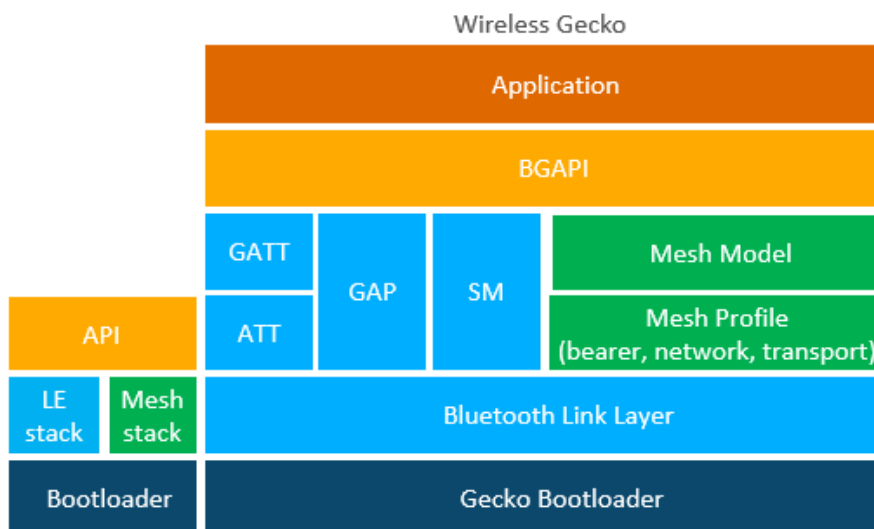 Wireless Gecko
Application
BGAPI
GATT
GAP
SM
Mesh Model
API
ATT
Mesh Profile
(bearer, network, transport)
LE
stack
Mesh
stack
Bluetooth Link Layer
Bootloader
Gecko Bootloader